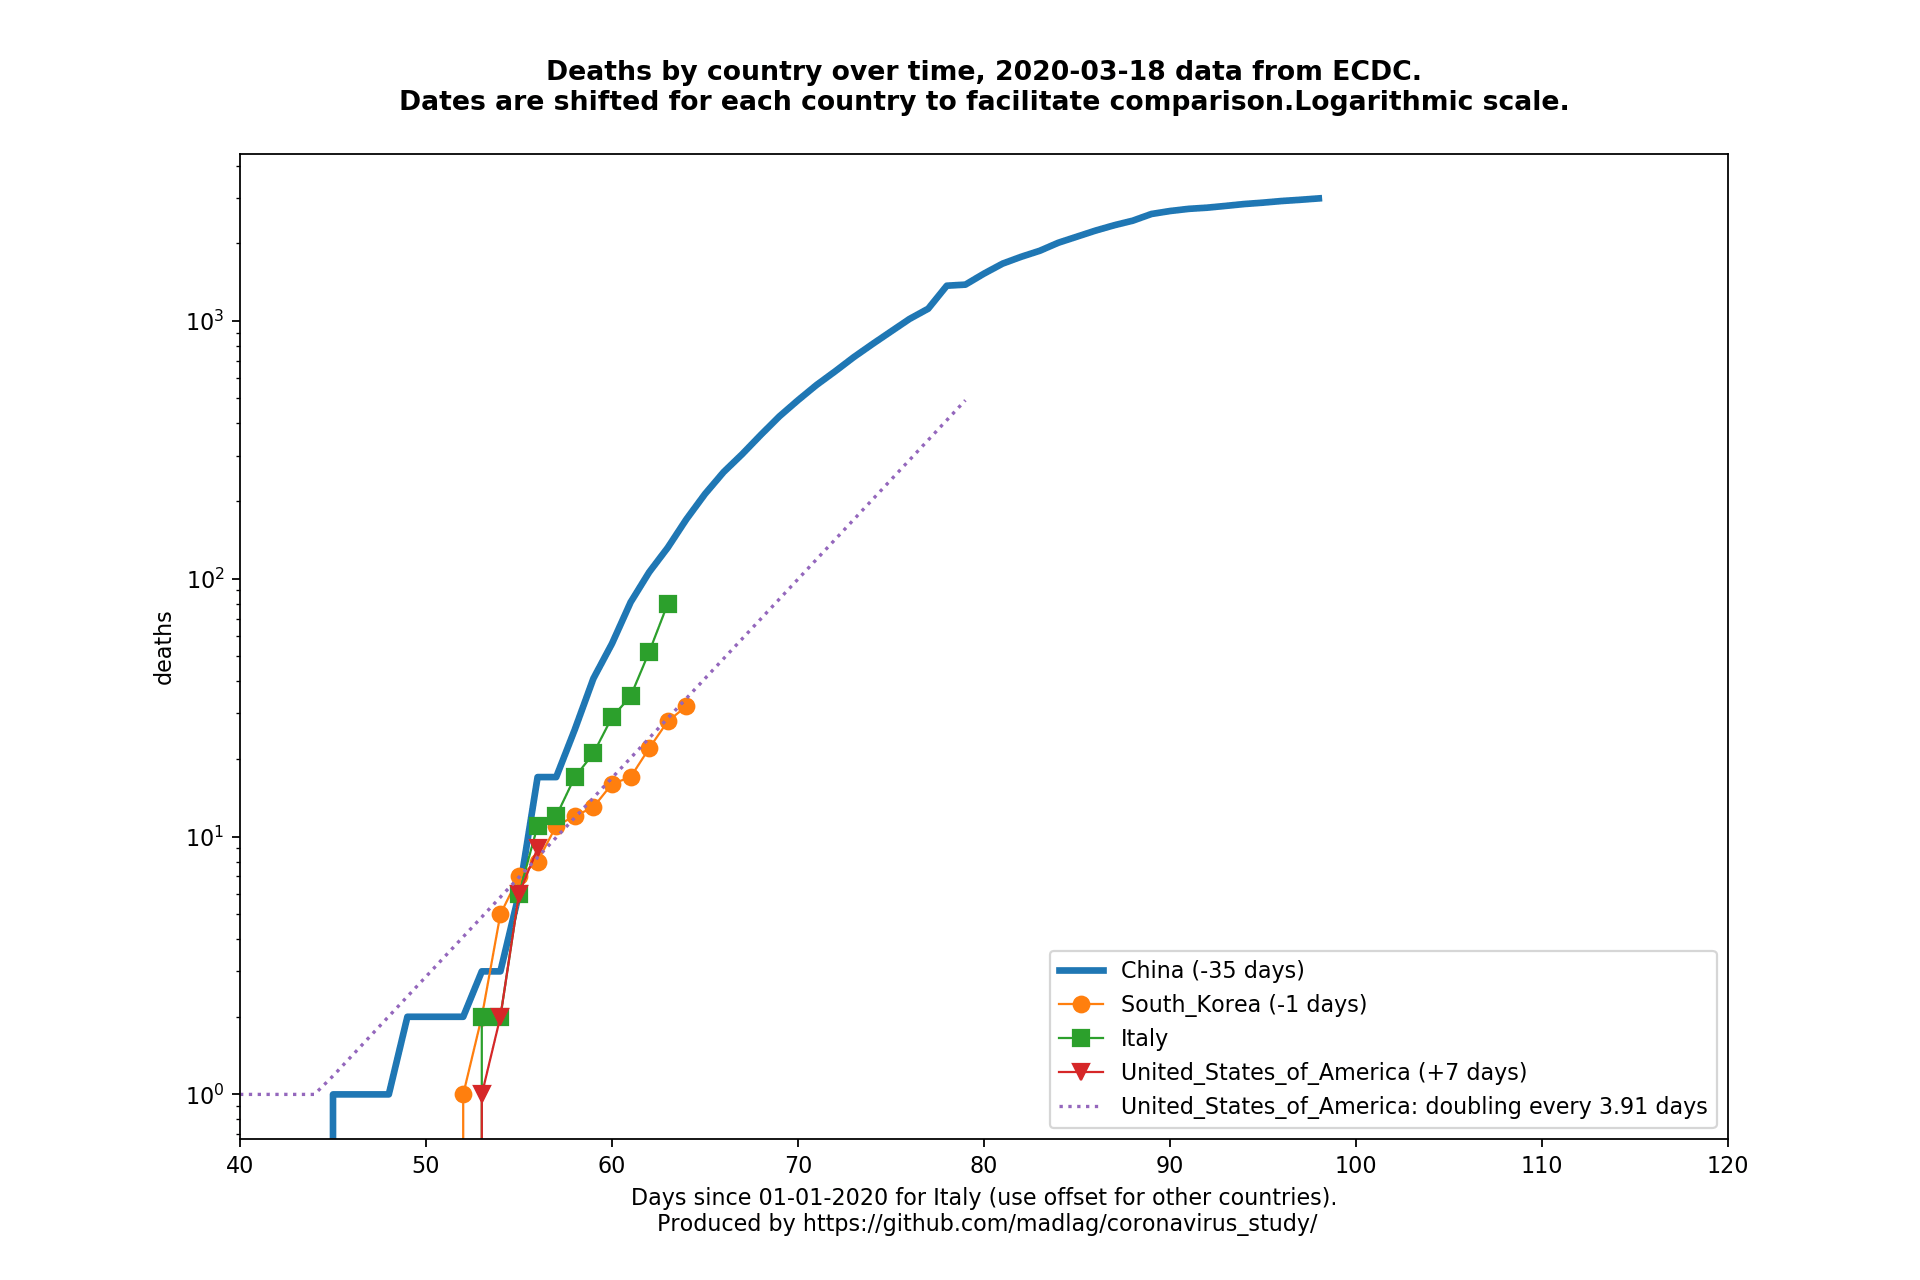 Deaths by country over time, 2020-03-18 data from ECDC.
Dates are shifted for each country to facilitate comparison.Logarithmic scale.
10³
10²
10¹
10⁰
deaths
40 50 60 70 80 90 100 110 120
Days since 01-01-2020 for Italy (use offset for other countries).
Produced by https://github.com/madlag/coronavirus_study/
China (-35 days)
South_Korea (-1 days)
Italy
United_States_of_America (+7 days)
United_States_of_America: doubling every 3.91 days